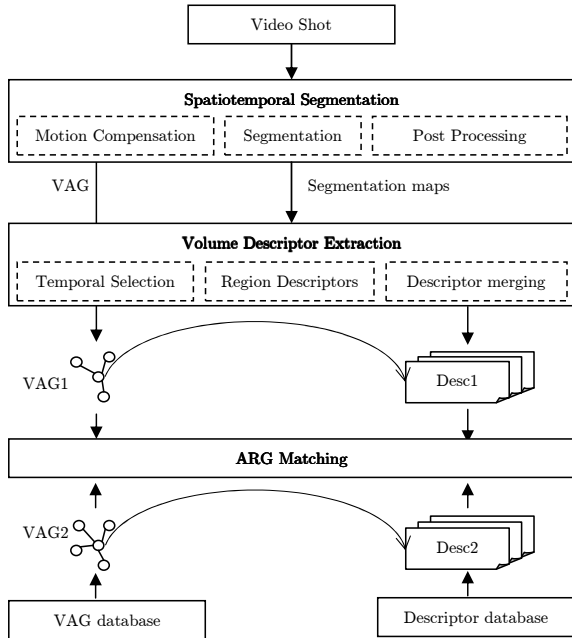 Video Shot
Spatiotemporal Segmentation
Motion Compensation
Segmentation
Post Processing
VAG
Segmentation maps
Volume Descriptor Extraction
Temporal Selection
Region Descriptors
Descriptor merging
VAG1
Desc1
ARG Matching
VAG2
Desc2
VAG database
Descriptor database